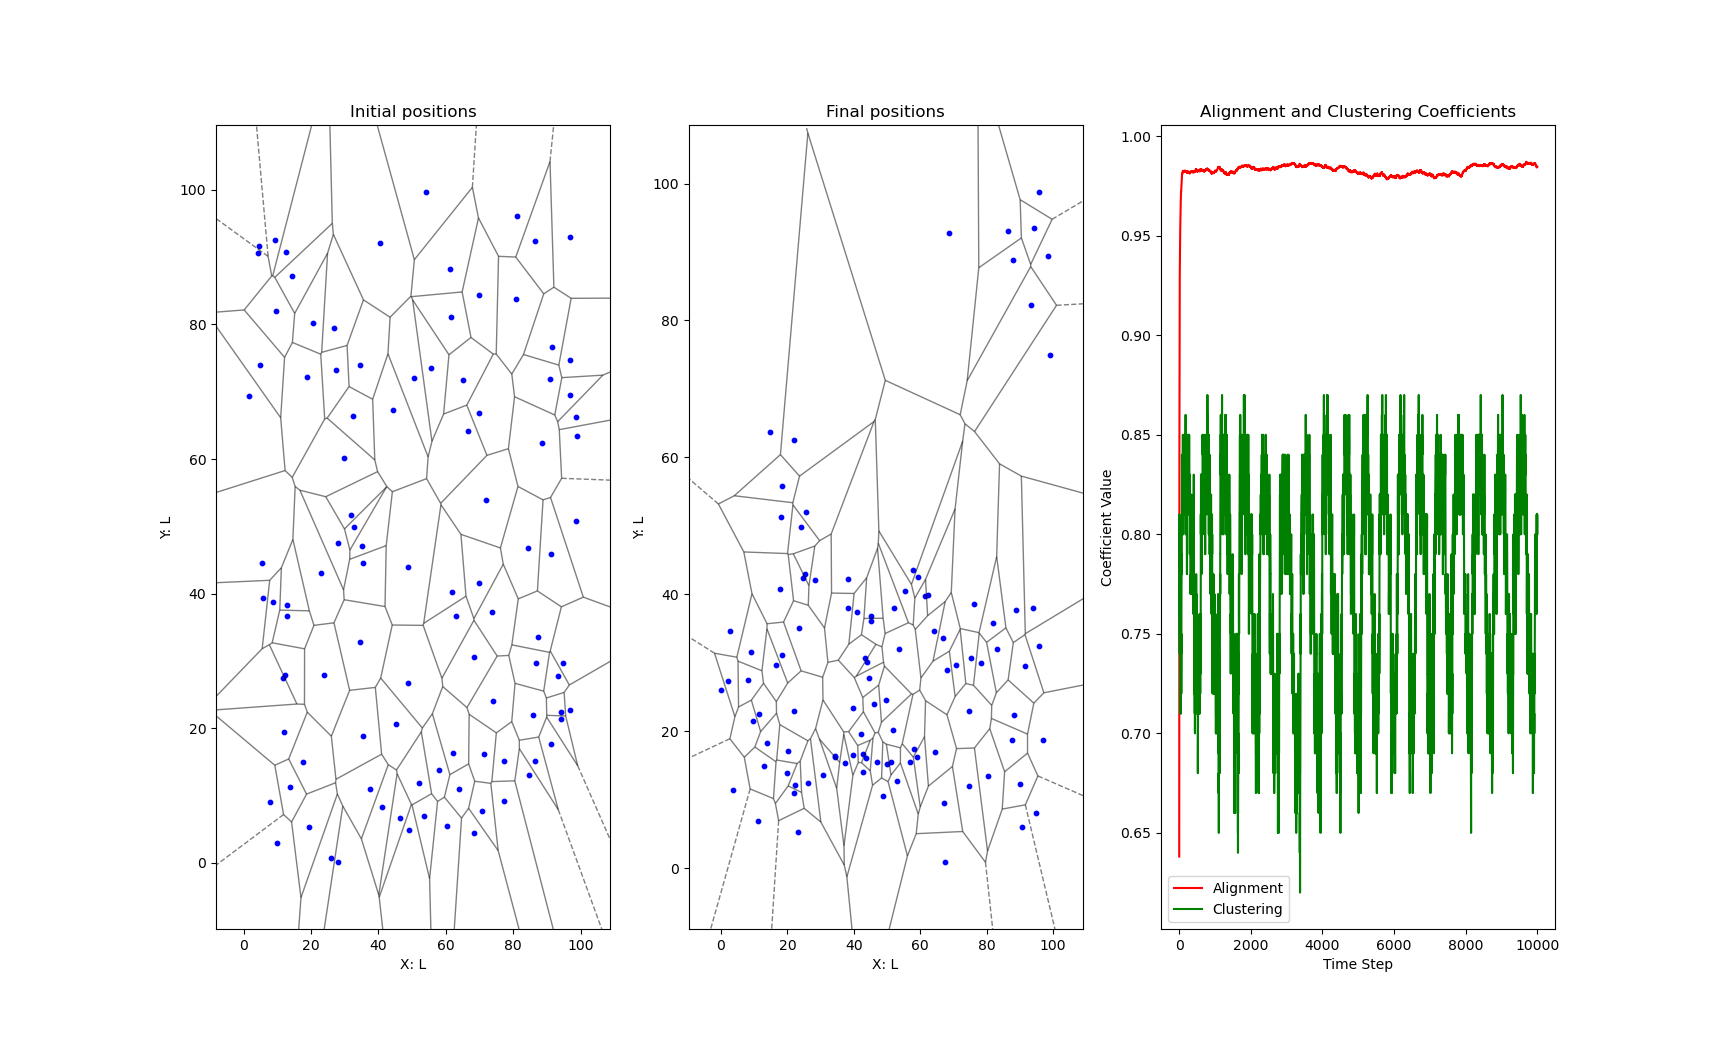 Initial positions
100
80
60
40
20
0
Y: L
0 20 40 60 80 100
X: L
Final positions
100
80
60
40
20
0
Y: L
0 20 40 60 80 100
X: L
Alignment and Clustering Coefficients
1.00
0.95
0.90
0.85
0.80
0.75
0.70
0.65
Coefficient Value
Alignment
Clustering
0 2000 4000 6000 8000 10000
Time Step